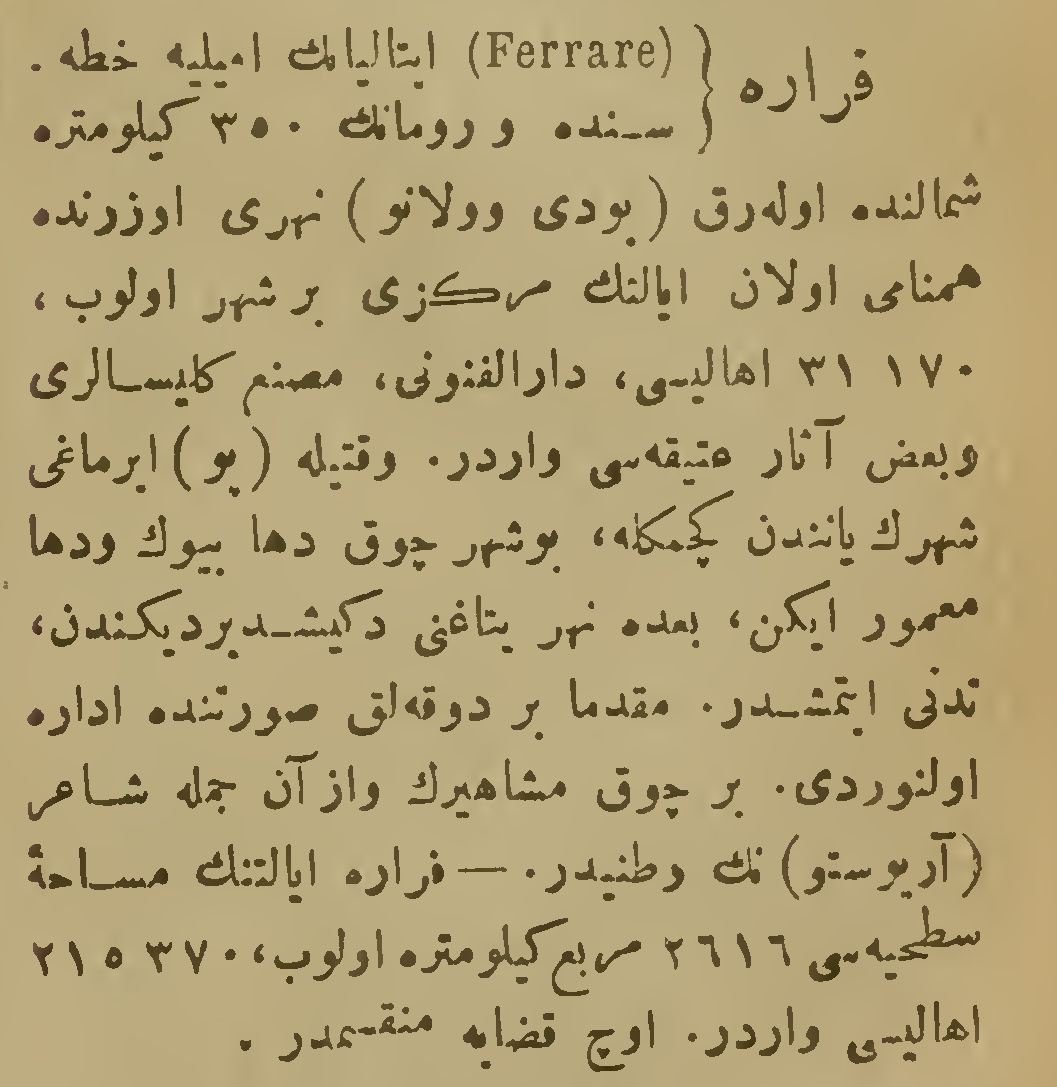 فراره { (Ferrare) ایتالیانك امیلیه خطه‌.
سنده و رومانك ۳۵۰ كیلومتره
شمالنده اوله‌رق (پودی وولانو) نهری اوزرنده
همنامی اولان ایالتك مركزی بر شهر اولوب،
۳۱ ۱۷۰ اهالیسی، دارالفنونی، مصنع كلیسالری
وبعض آثار عتیقه‌سی واردر. وقتیله (پو) ایرماغی
شهرك یانندن كچمكله، بوشهر چوق دها بیوك ودها
معمور ایكن، بعده نهر یتاغنی دكیشدیردیكندن،
تدنی ایتمشدر. مقدما بر دوقه‌لق صورتنده اداره
اولنوردی. بر چوق مشاهیرك وازآن جمله شاعر
(آریوستو) نك وطنیدر. — فراره ایالتنك مساحهٔ
سطحیه‌سی ۲٦۱٦ مربع كیلومتره اولوب، ۲۱٥ ۳۷۰
اهالیسی واردر. اوچ قضایه منقسمدر.